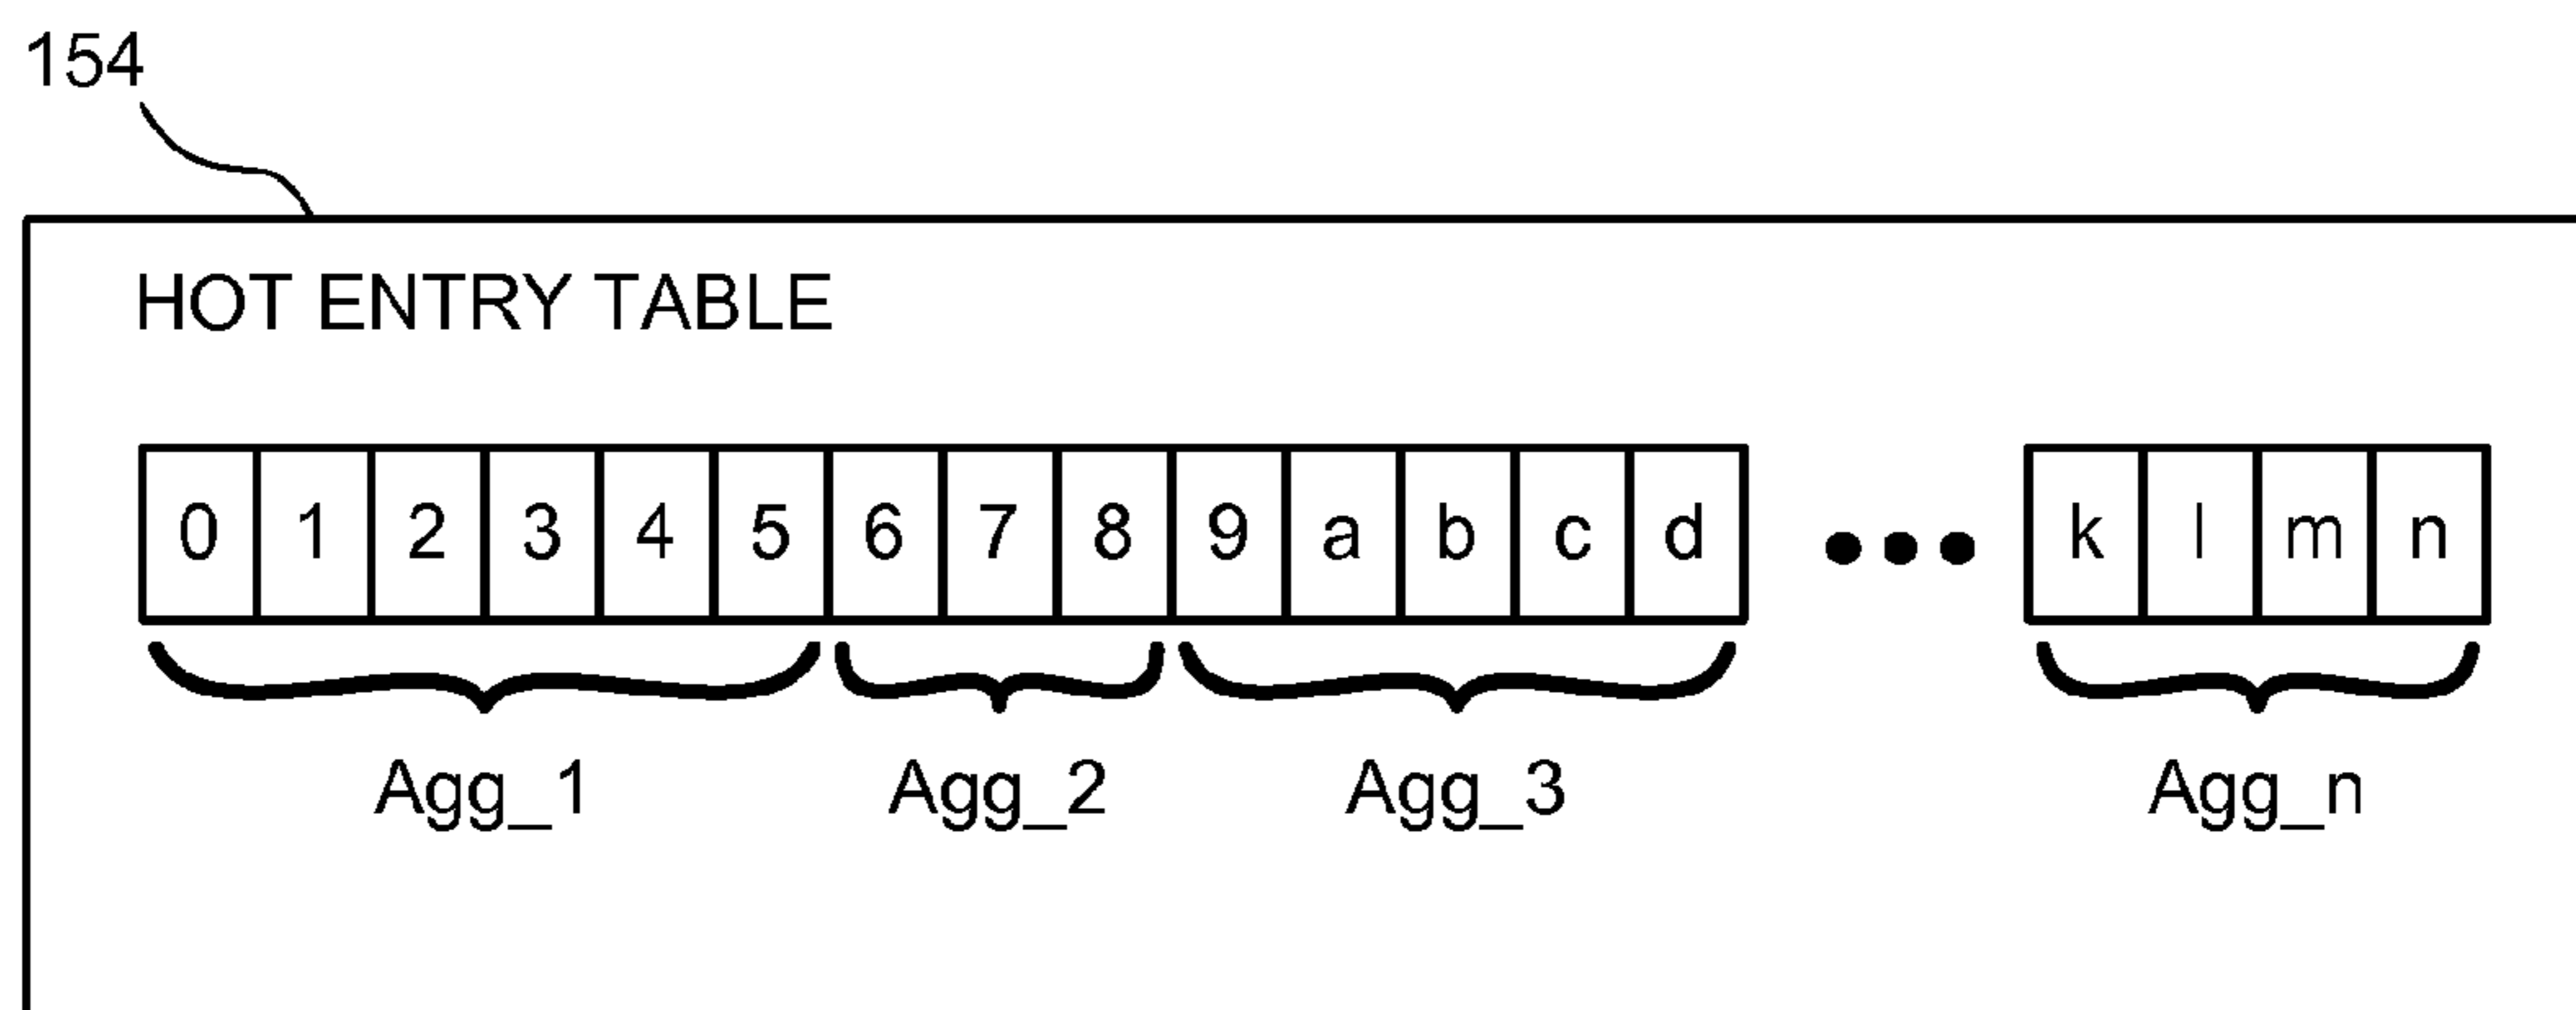 154
HOT ENTRY TABLE
0 1 2 3 4 5 6 7 8 9 a b c d ••• k l m n
Agg_1 Agg_2 Agg_3 Agg_n